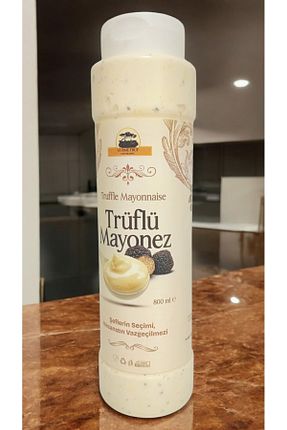 Truffle Mayonnaise
Trüflü
Mayonez
800 ml e
Şeflerin Seçimi,
Vazgeçilmezi